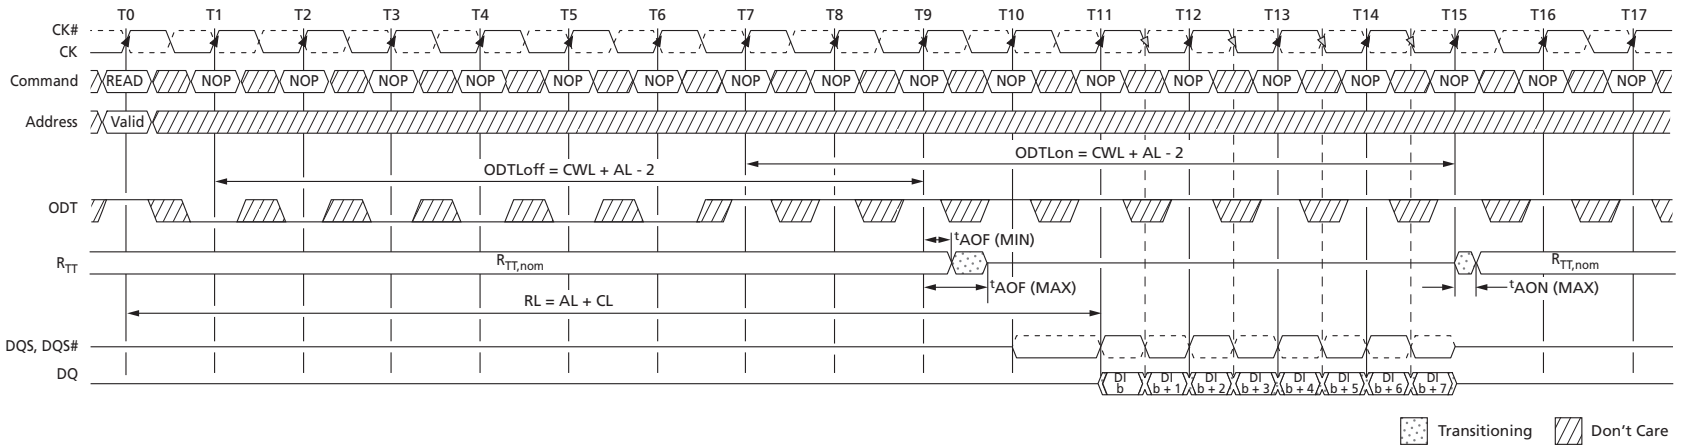 T0 T1 T2 T3 T4 T5 T6 T7 T8 T9 T10 T11 T12 T13 T14 T15 T16 T17
CK#
CK
Command READ NOP NOP NOP NOP NOP NOP NOP NOP NOP NOP NOP NOP NOP NOP NOP NOP NOP
Address Valid
ODTLon = CWL + AL - 2
ODTLoff = CWL + AL - 2
ODT
tAOF (MIN)
RTT RTT,nom RTT,nom
tAOF (MAX) tAON (MAX)
RL = AL + CL
DQS, DQS#
DQ DI b DI b + 1 DI b + 2 DI b + 3 DI b + 4 DI b + 5 DI b + 6 DI b + 7
Transitioning Don't Care